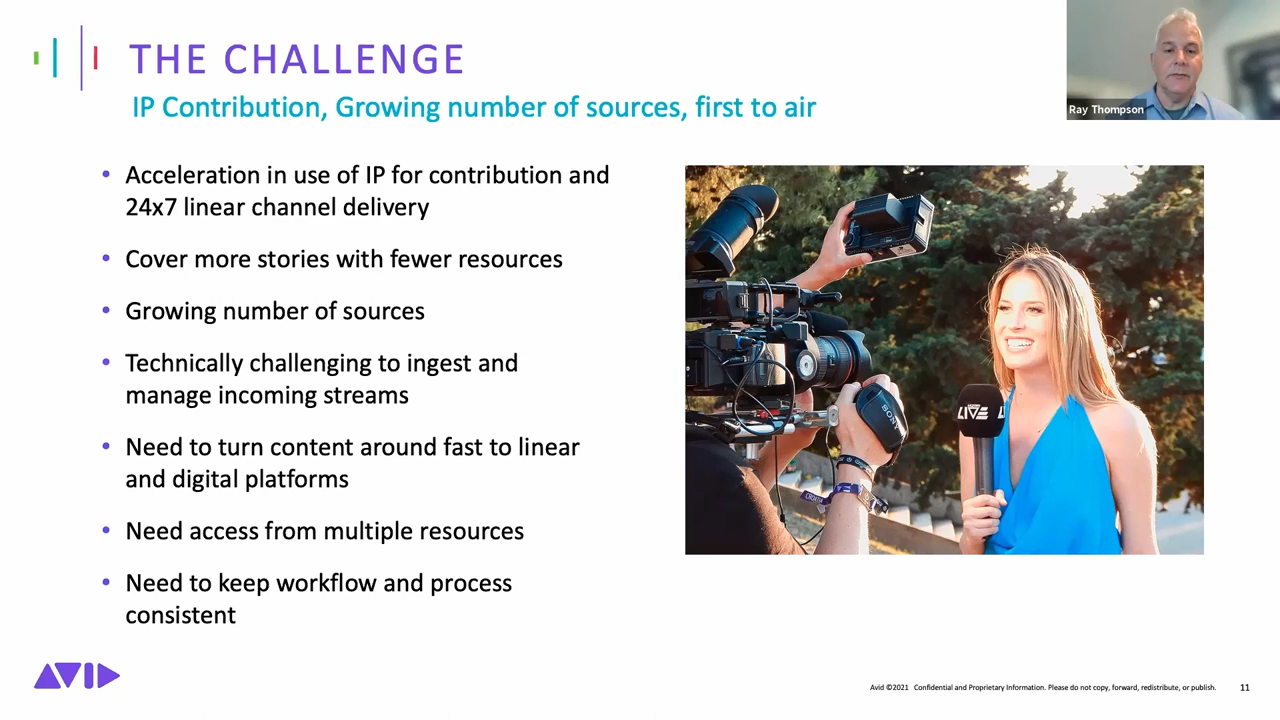 THE CHALLENGE
IP Contribution, Growing number of sources, first to air
Ray Thompson
• Acceleration in use of IP for contribution and
24x7 linear channel delivery
• Cover more stories with fewer resources
• Growing number of sources
• Technically challenging to ingest and
manage incoming streams
• Need to turn content around fast to linear
and digital platforms
• Need access from multiple resources
• Need to keep workflow and process
consistent
SONY
LIVE
CROATIA
AVID
Avid ©2021 Confidential and Proprietary Information. Please do not copy, forward, redistribute, or publish.
11